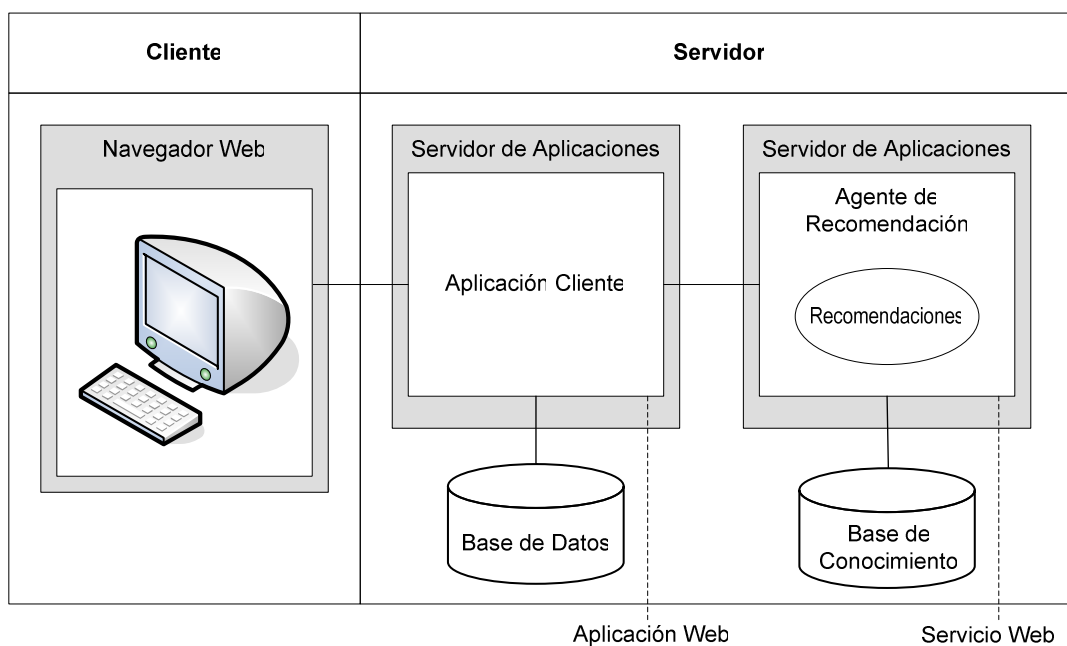 Cliente
Servidor
Navegador Web
Servidor de Aplicaciones
Servidor de Aplicaciones
Aplicación Cliente
Agente de
Recomendación
Recomendaciones
Base de Datos
Base de
Conocimiento
Aplicación Web
Servicio Web